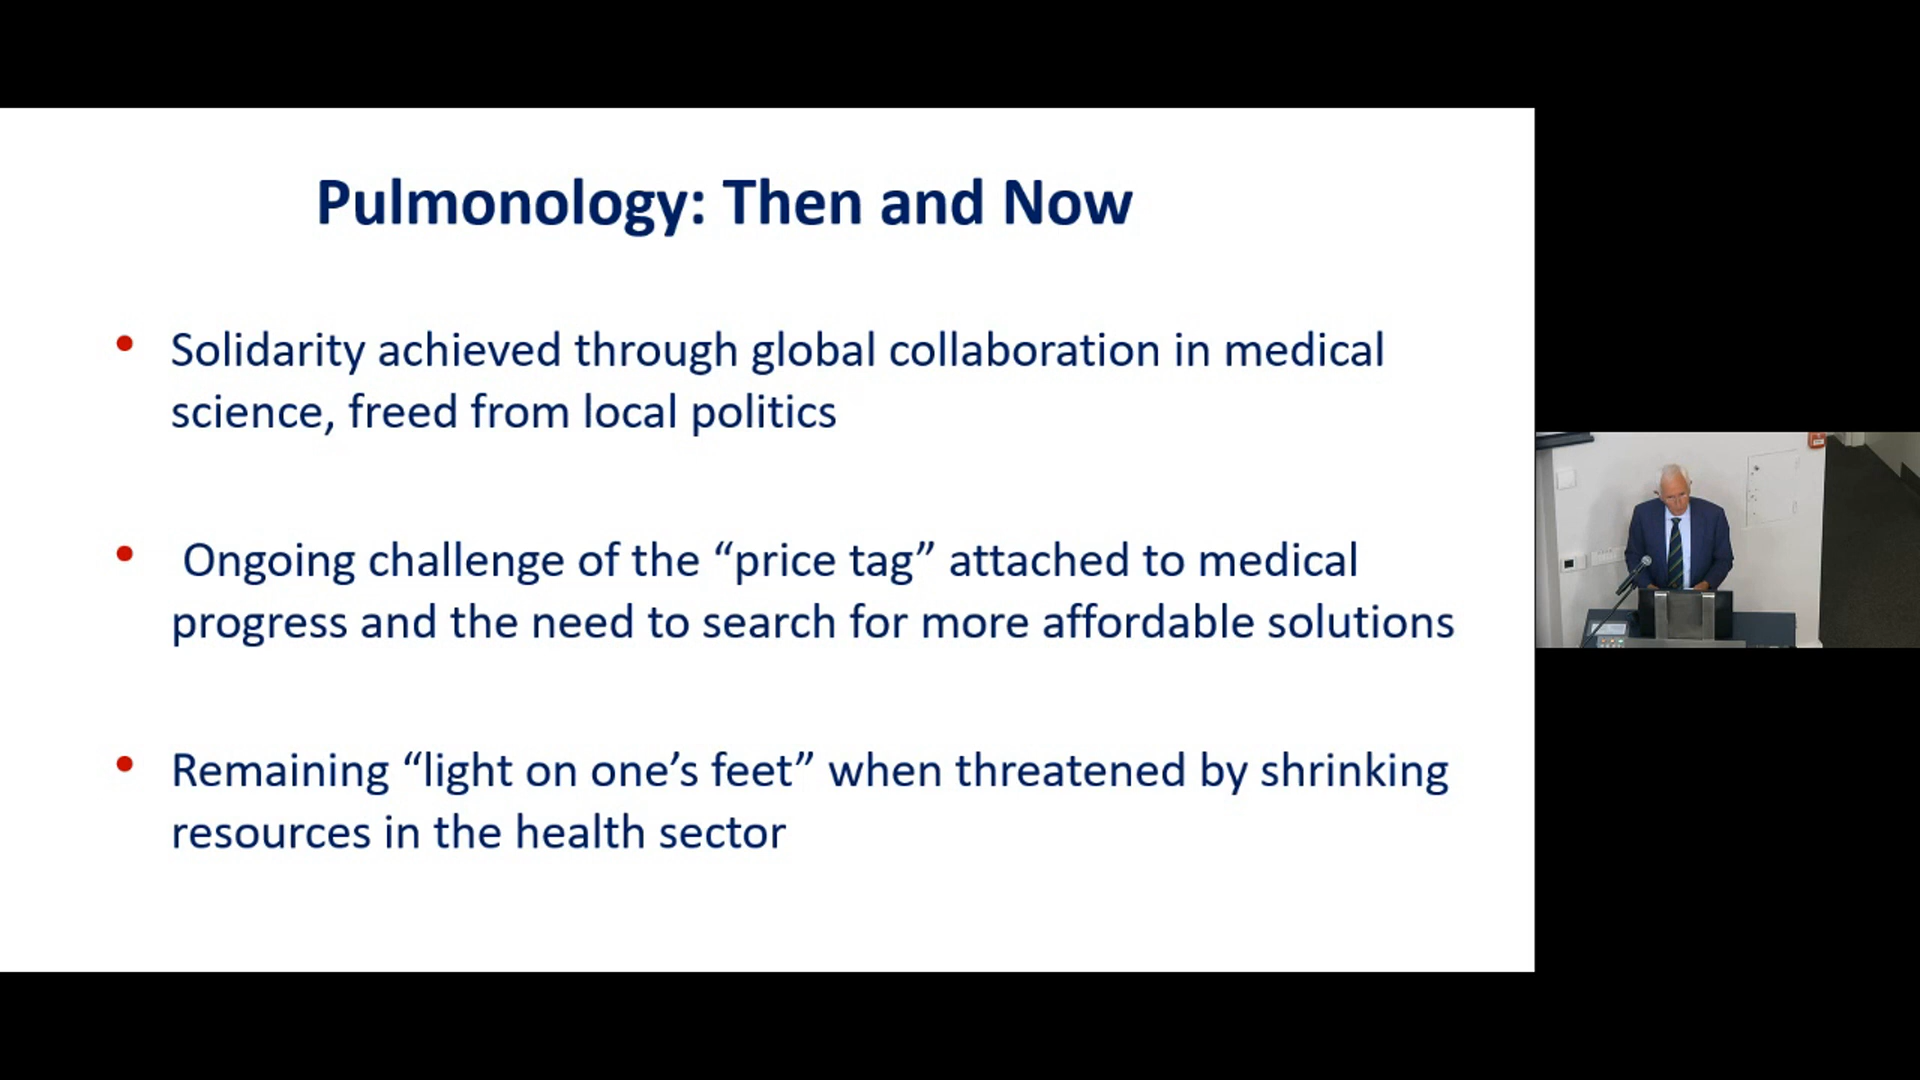 Pulmonology: Then and Now
• Solidarity achieved through global collaboration in medical
science, freed from local politics
• Ongoing challenge of the “price tag” attached to medical
progress and the need to search for more affordable solutions
• Remaining “light on one’s feet” when threatened by shrinking
resources in the health sector